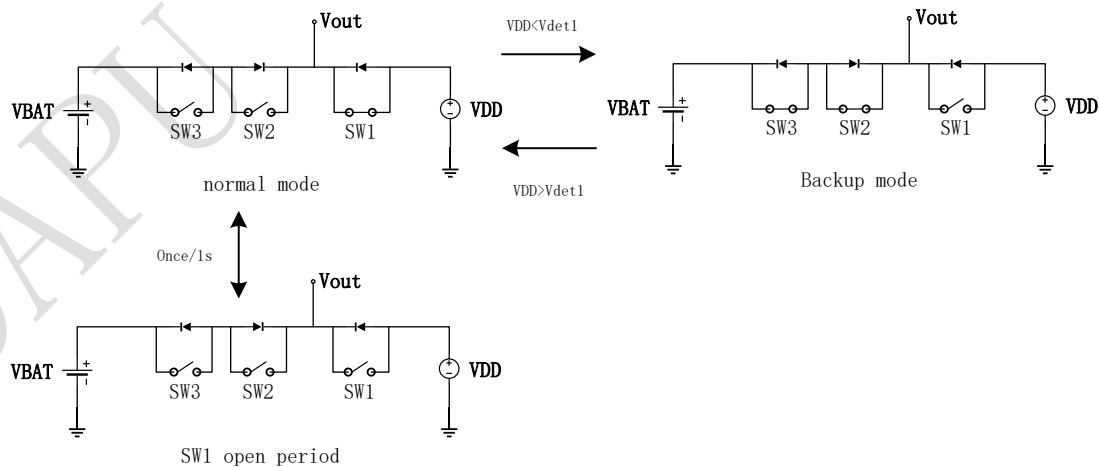 Vout
VDD<Vdet1
Vout
VBAT
+
-
SW3
SW2
SW1
+
-
VDD
VBAT
+
-
SW3
SW2
SW1
+
-
VDD
normal mode
VDD>Vdet1
Backup mode
Once/1s
Vout
VBAT
+
-
SW3
SW2
SW1
+
-
VDD
SW1 open period
DAPU